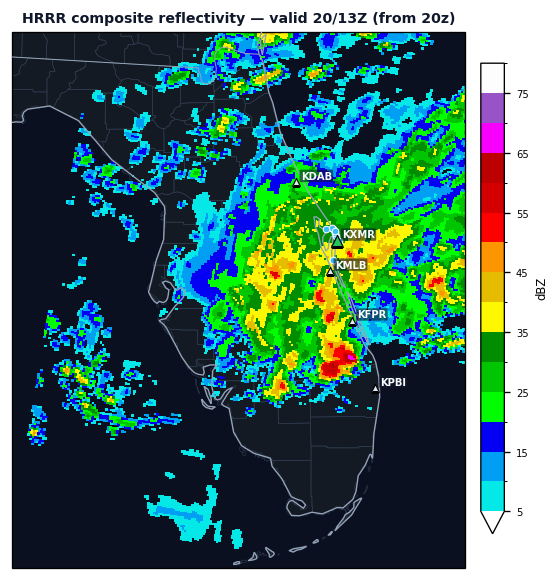 HRRR composite reflectivity — valid 20/13Z (from 20z)
KDAB
KXMR
KMLB
KFPR
KPBI
75
65
55
45
35
25
15
5
dBZ